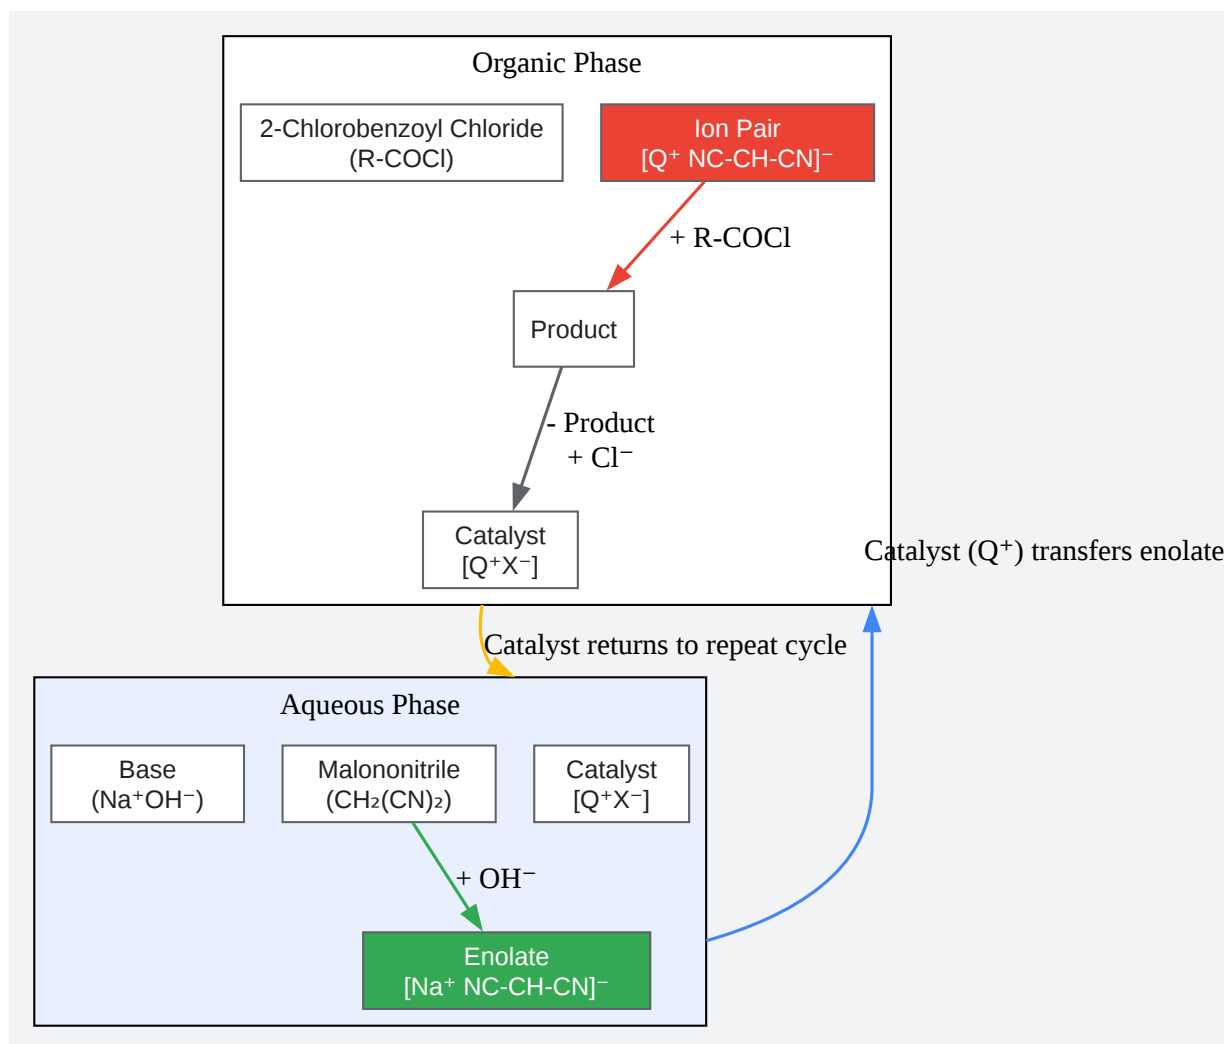 Organic Phase
2-Chlorobenzoyl Chloride
(R-COCl)
Ion Pair
[Q⁺ NC-CH-CN]⁻
+ R-COCl
Product
- Product
+ Cl⁻
Catalyst
[Q⁺X⁻]
Catalyst (Q⁺) transfers enolate
Catalyst returns to repeat cycle
Aqueous Phase
Base
(Na⁺OH⁻)
Malononitrile
(CH₂(CN)₂)
Catalyst
[Q⁺X⁻]
+ OH⁻
Enolate
[Na⁺ NC-CH-CN]⁻